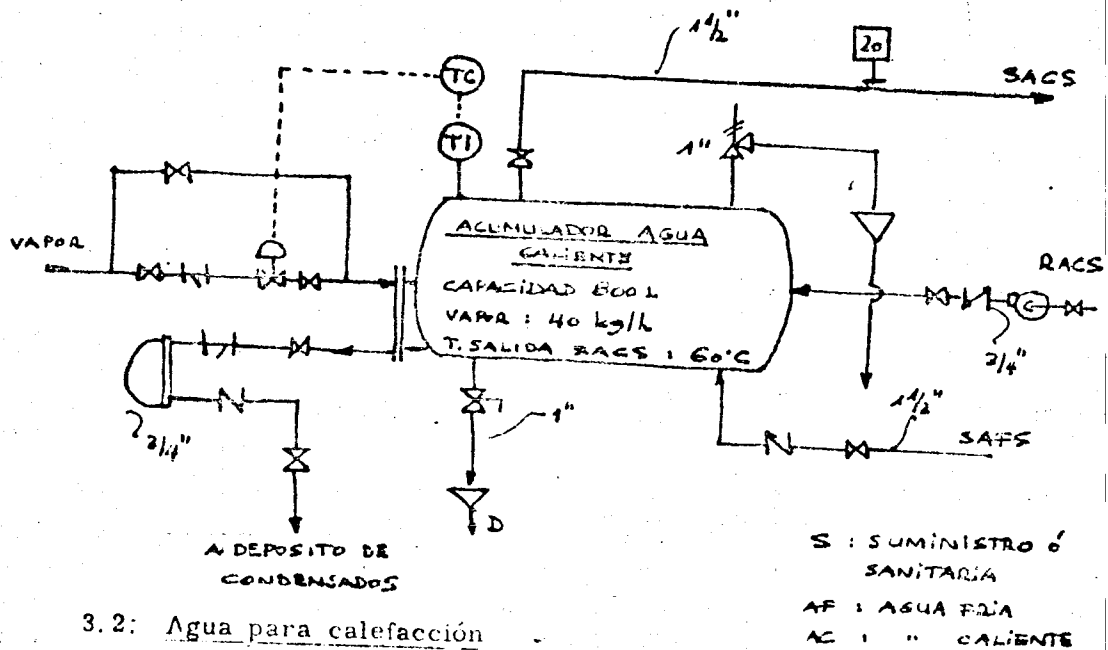 1 1/2"
20
SACS
TC
TI
1"
VAPOR
ACUMULADOR AGUA
CALIENTE
CAPACIDAD 800 L
VAPOR : 40 kg/h
T. SALIDA SACS : 60°C
RACS
3/4"
1 1/2"
SAFS
3/4"
1"
D
A DEPOSITO DE
CONDENSADOS
S : SUMINISTRO ó
SANITARIA
AF : AGUA FRIA
AC : " CALIENTE
3.2: Agua para calefacción